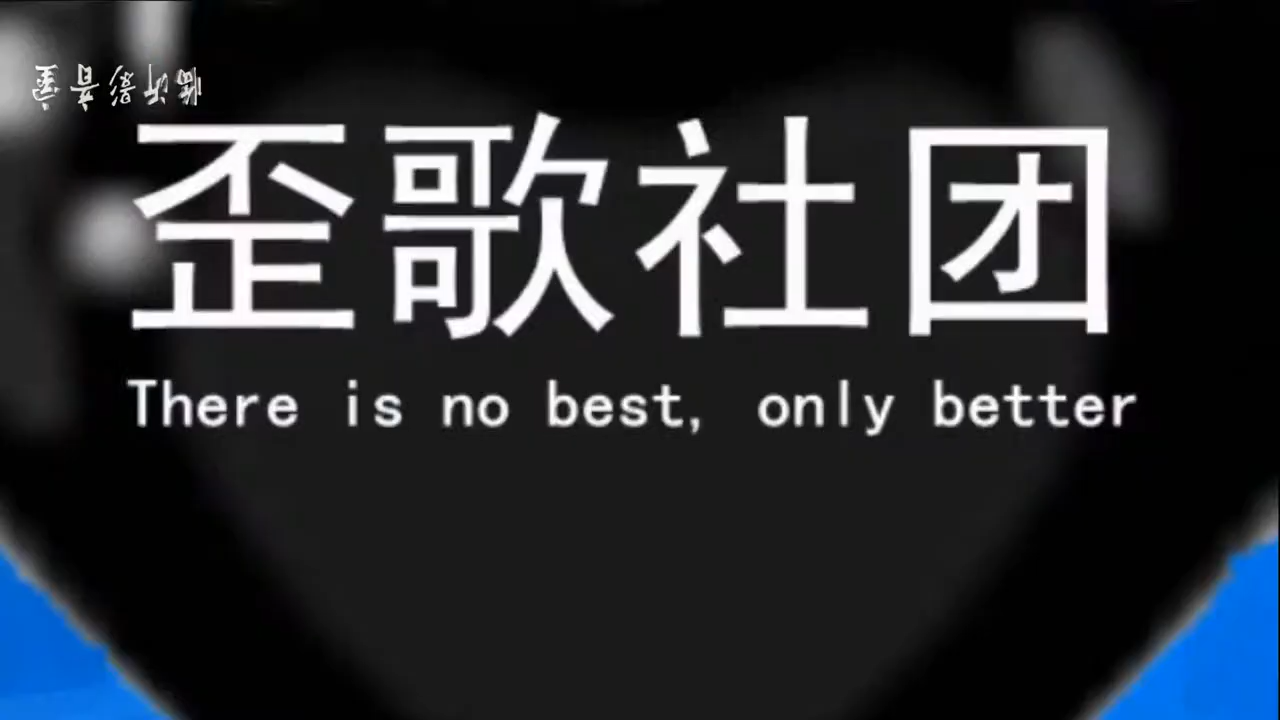 歪歌社团
There is no best, only better